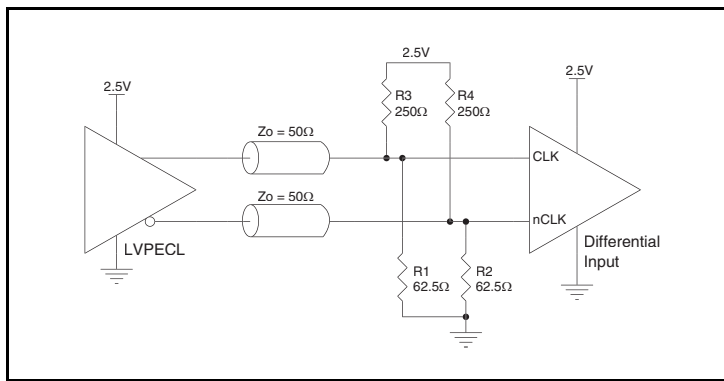 2.5V
2.5V
2.5V
R3
250Ω
R4
250Ω
Zo = 50Ω
CLK
Zo = 50Ω
nCLK
LVPECL
Differential
Input
R1
62.5Ω
R2
62.5Ω